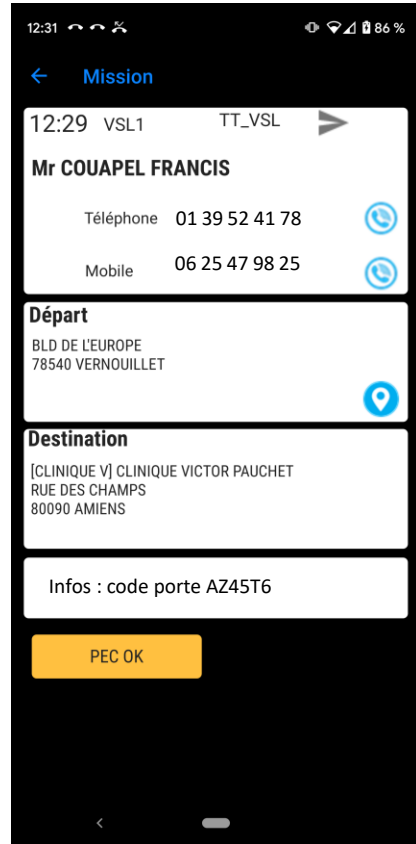 12:31 86 %
Mission
12:29 VSL1 TT_VSL
Mr COUAPEL FRANCIS
Téléphone 01 39 52 41 78
Mobile 06 25 47 98 25
Départ
BLD DE L'EUROPE
78540 VERNOUILLET
Destination
[CLINIQUE V] CLINIQUE VICTOR PAUCHET
RUE DES CHAMPS
80090 AMIENS
Infos : code porte AZ45T6
PEC OK